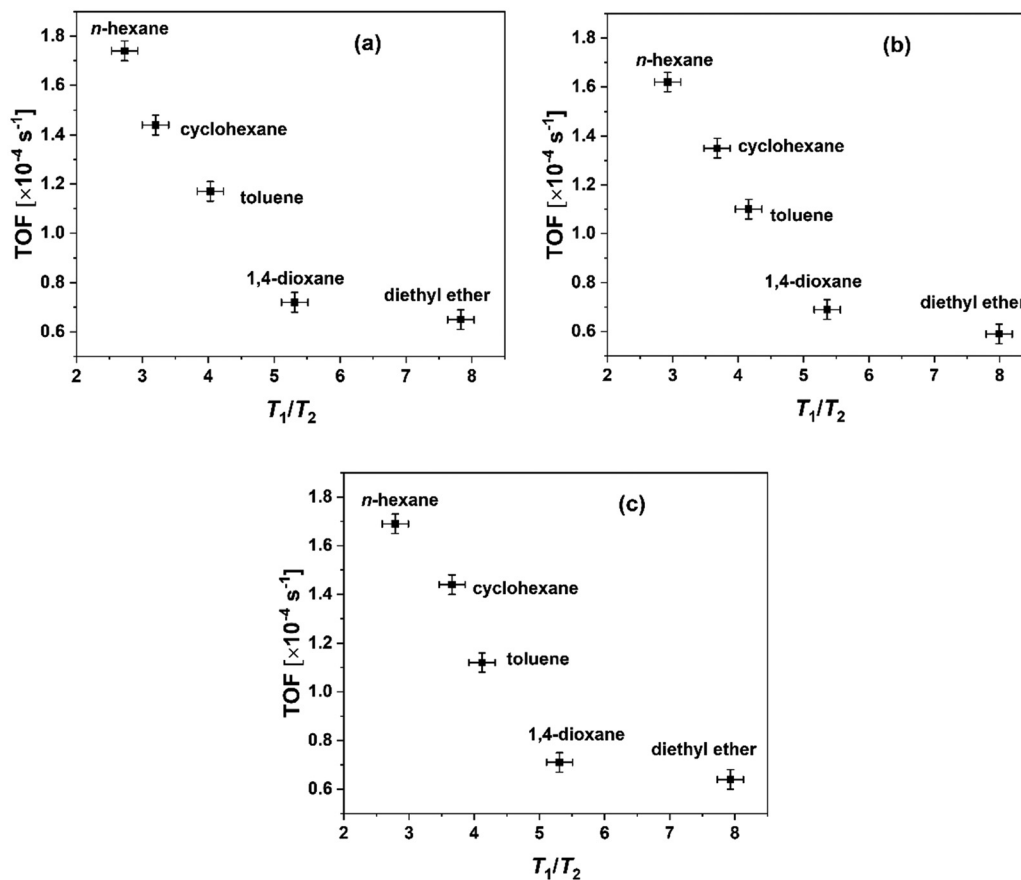 n-hexane
(a)
1.8
1.6
cyclohexane
1.4
TOF [×10⁻⁴ s⁻¹]
1.2
toluene
1.0
1,4-dioxane
0.8
diethyl ether
0.6
2 3 4 5 6 7 8
T₁/T₂
(b)
1.8
n-hexane
1.6
cyclohexane
1.4
TOF [×10⁻⁴ s⁻¹]
1.2
toluene
1.0
1,4-dioxane
0.8
diethyl ether
0.6
2 3 4 5 6 7 8
T₁/T₂
n-hexane
(c)
1.8
1.6
cyclohexane
1.4
TOF [×10⁻⁴ s⁻¹]
1.2
toluene
1.0
1,4-dioxane
0.8
diethyl ether
0.6
2 3 4 5 6 7 8
T₁/T₂